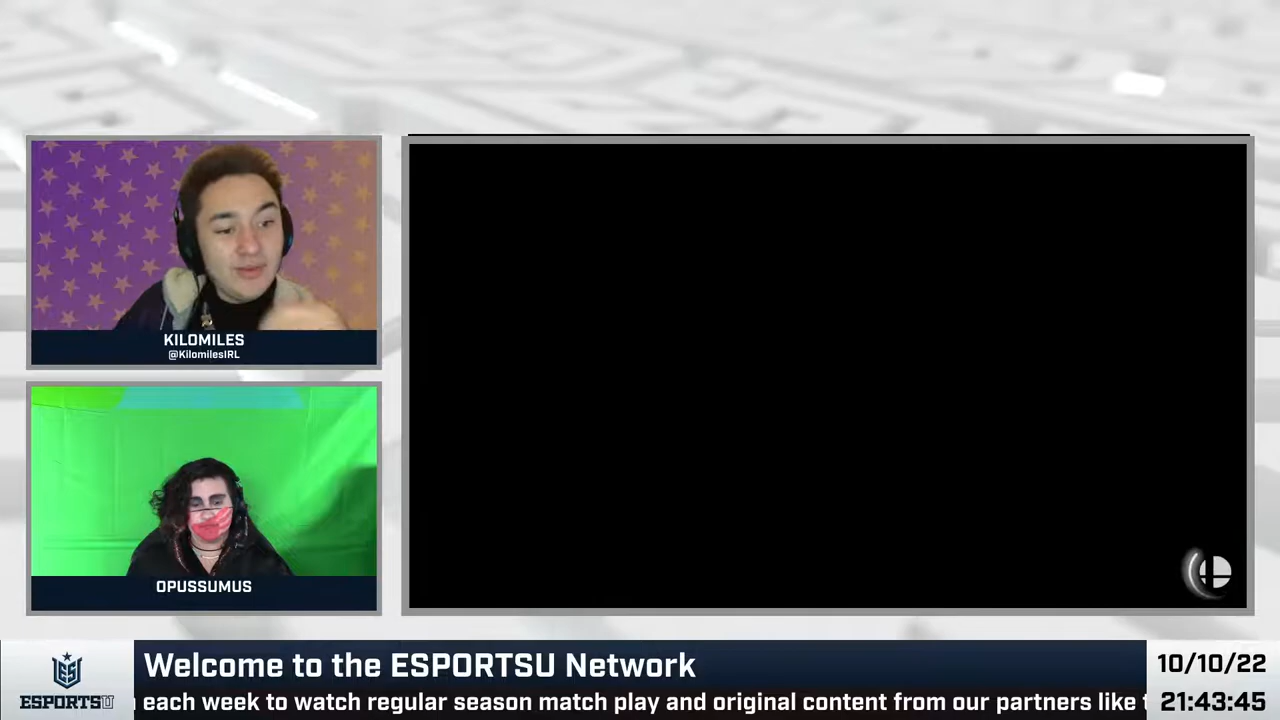 KILOMILES
@KilomilesIRL
OPUSSUMUS
ESPORTSU
Welcome to the ESPORTSU Network
each week to watch regular season match play and original content from our partners like
10/10/22
21:43:45